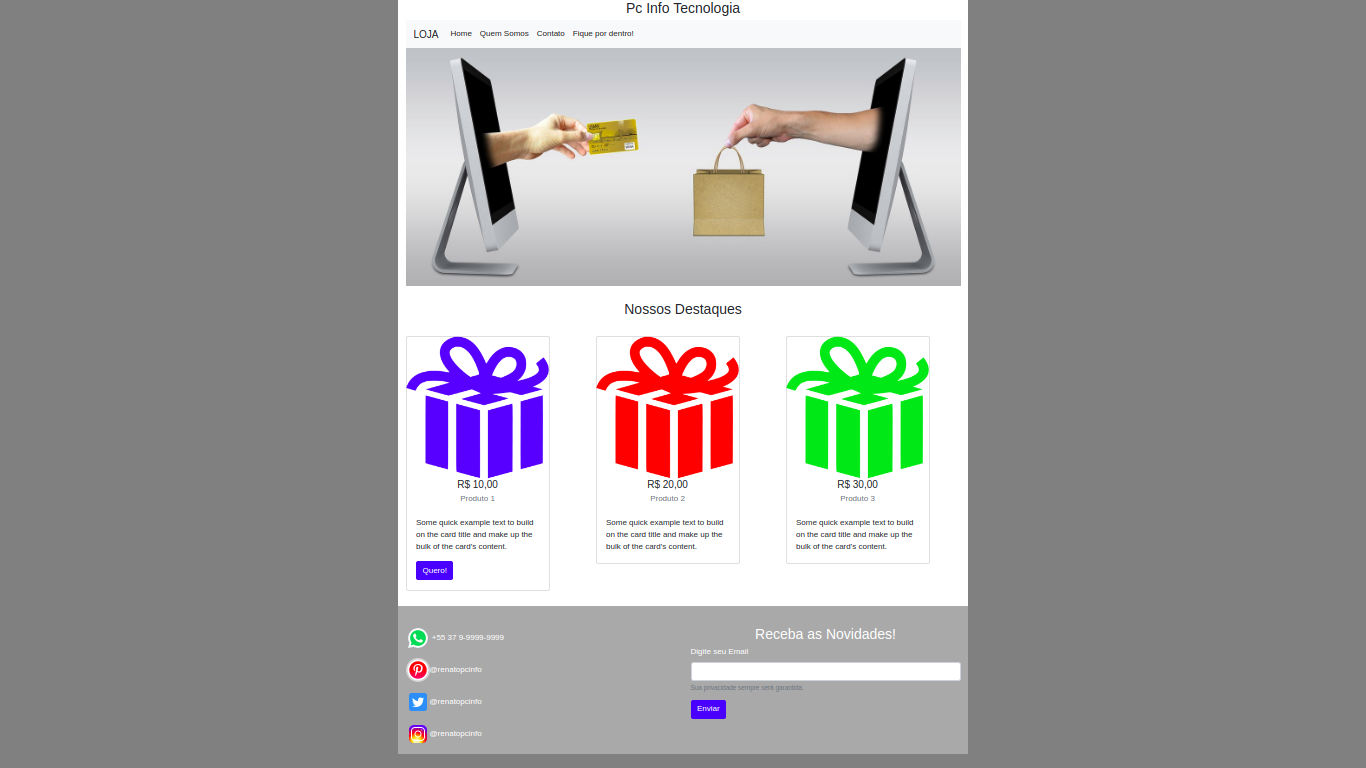 Pc Info Tecnologia
LOJA Home Quem Somos Contato Fique por dentro!
Nossos Destaques
R$ 10,00
Produto 1
Some quick example text to build
on the card title and make up the
bulk of the card's content.
Quero!
R$ 20,00
Produto 2
Some quick example text to build
on the card title and make up the
bulk of the card's content.
R$ 30,00
Produto 3
Some quick example text to build
on the card title and make up the
bulk of the card's content.
+55 37 9-9999-9999
@renatopcinfo
@renatopcinfo
@renatopcinfo
Receba as Novidades!
Digite seu Email
Sua privacidade sempre será garantida.
Enviar